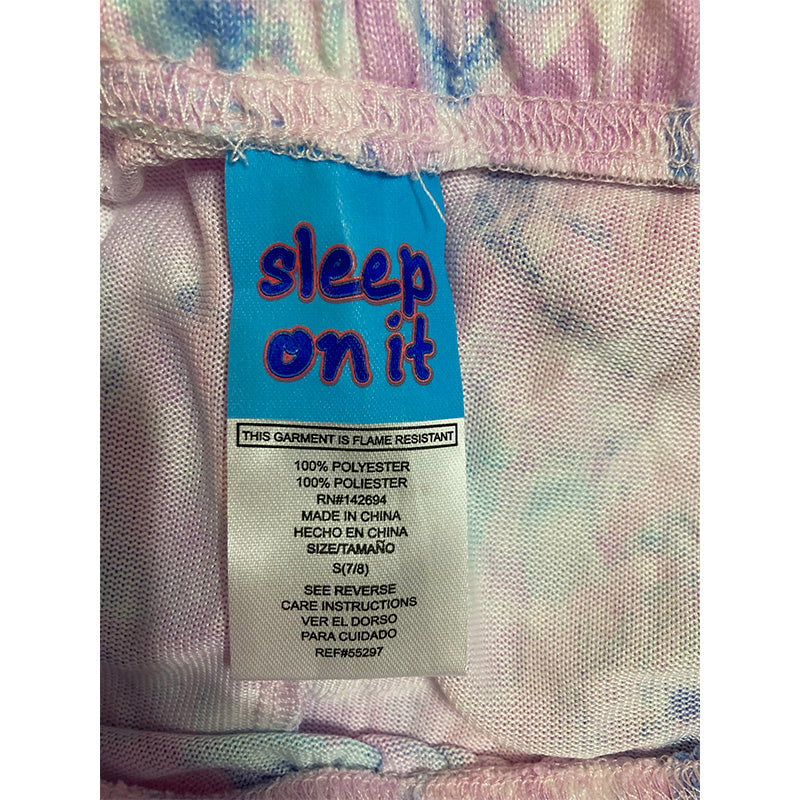 sleep
on it
THIS GARMENT IS FLAME RESISTANT
100% POLYESTER
100% POLIESTER
RN#142694
MADE IN CHINA
HECHO EN CHINA
SIZE/TAMAÑO
S(7/8)
SEE REVERSE
CARE INSTRUCTIONS
VER EL DORSO
PARA CUIDADO
REF#55297